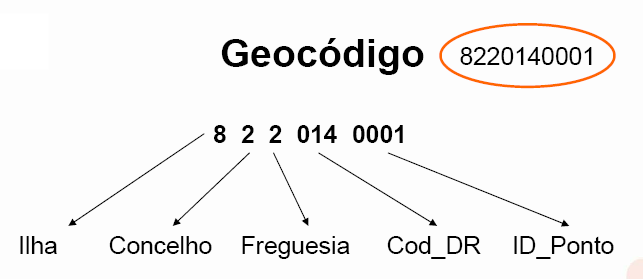 Geocódigo 8220140001
8 2 2 014 0001
Ilha Concelho Freguesia Cod_DR ID_Ponto